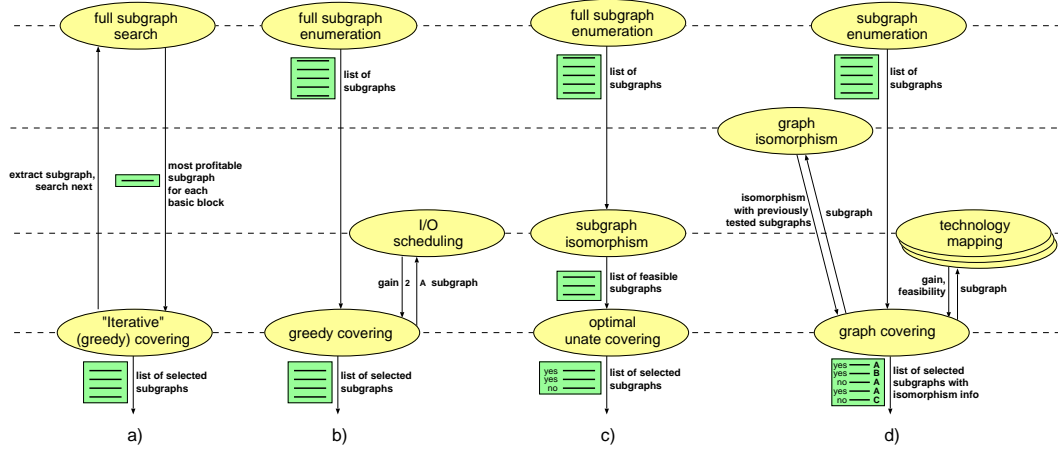 full subgraph
search
full subgraph
enumeration
full subgraph
enumeration
subgraph
enumeration
list of
subgraphs
list of
subgraphs
list of
subgraphs
graph
isomorphism
extract subgraph,
search next
most profitable
subgraph
for each
basic block
isomorphism
with previously
tested subgraphs
subgraph
I/O
scheduling
subgraph
isomorphism
technology
mapping
gain 2
A subgraph
list of feasible
subgraphs
gain,
feasibility
subgraph
"Iterative"
(greedy) covering
greedy covering
optimal
unate covering
graph covering
list of selected
subgraphs
list of selected
subgraphs
yes
yes
no
list of selected
subgraphs
yes A
yes B
no A
yes A
no C
list of selected
subgraphs with
isomorphism info
a)
b)
c)
d)